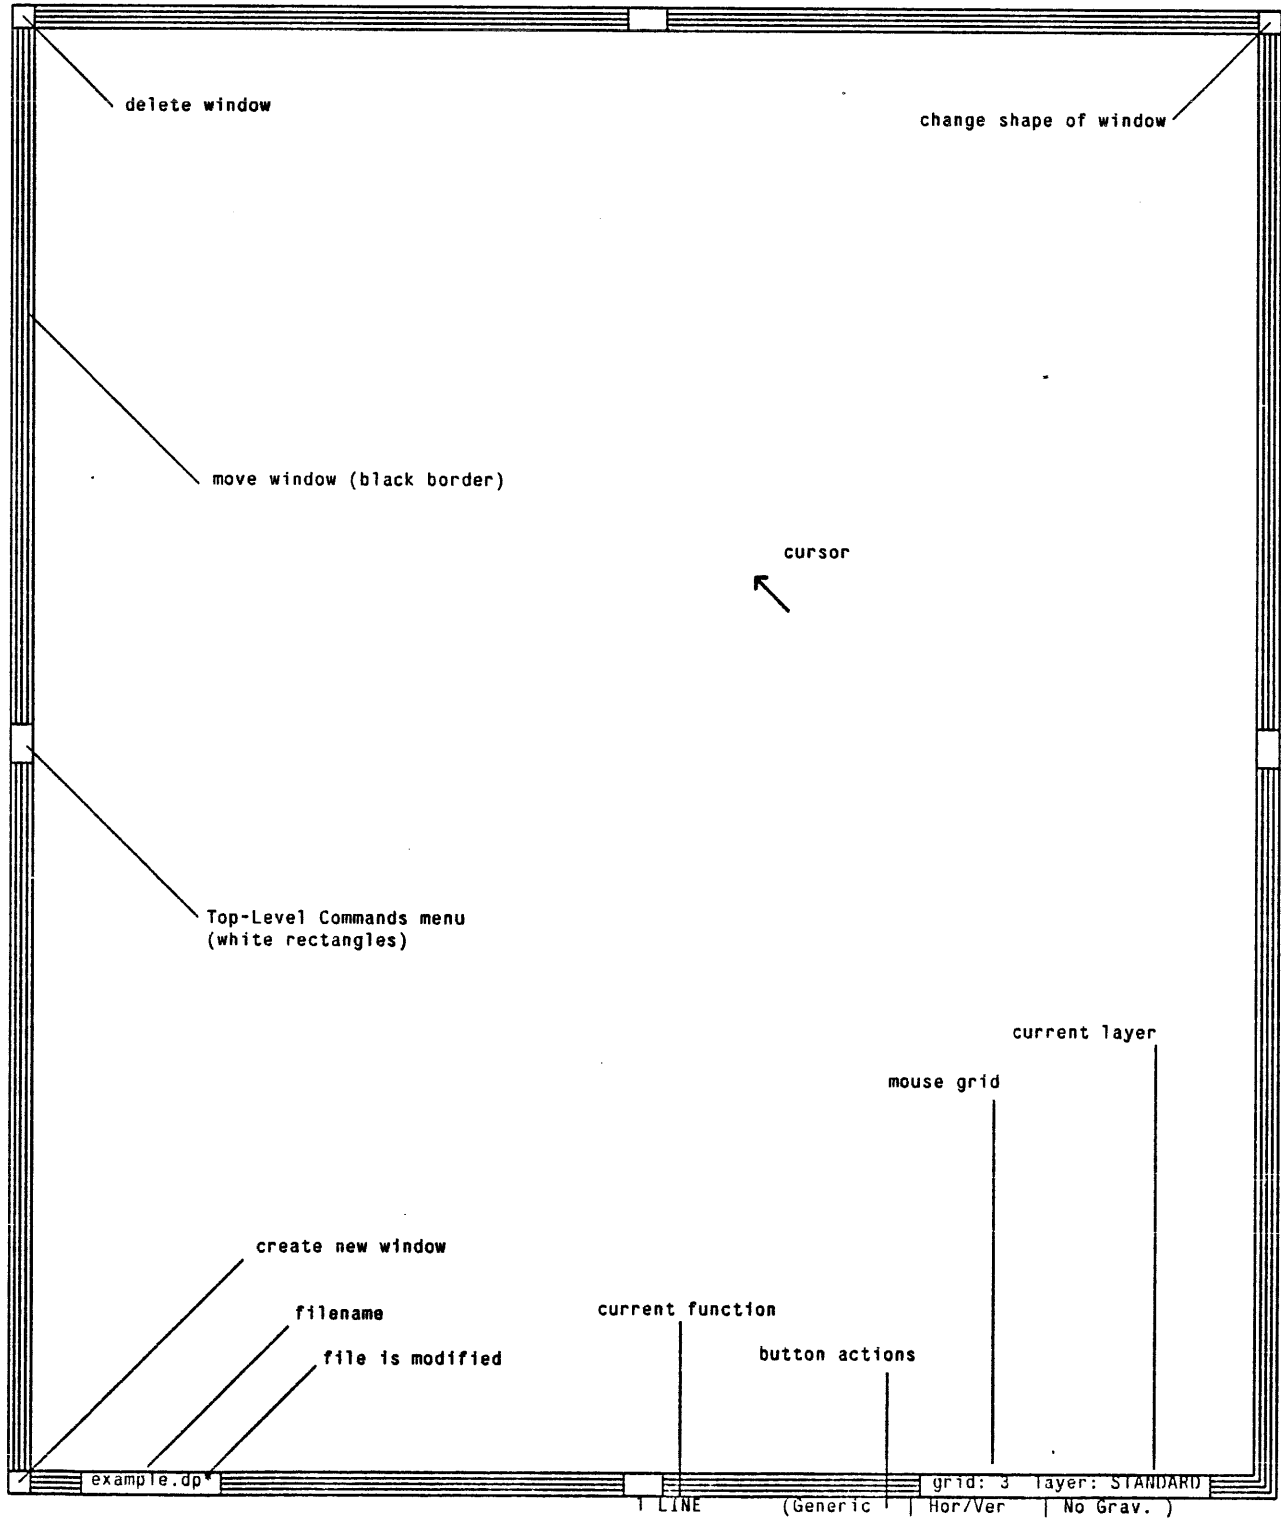 delete window
change shape of window
move window (black border)
cursor
Top-Level Commands menu
(white rectangles)
current layer
mouse grid
create new window
filename
current function
file is modified
button actions
example.dp*
grid: 3 layer: STANDARD
1 LINE (Generic | Hor/Ver | No Grav. )